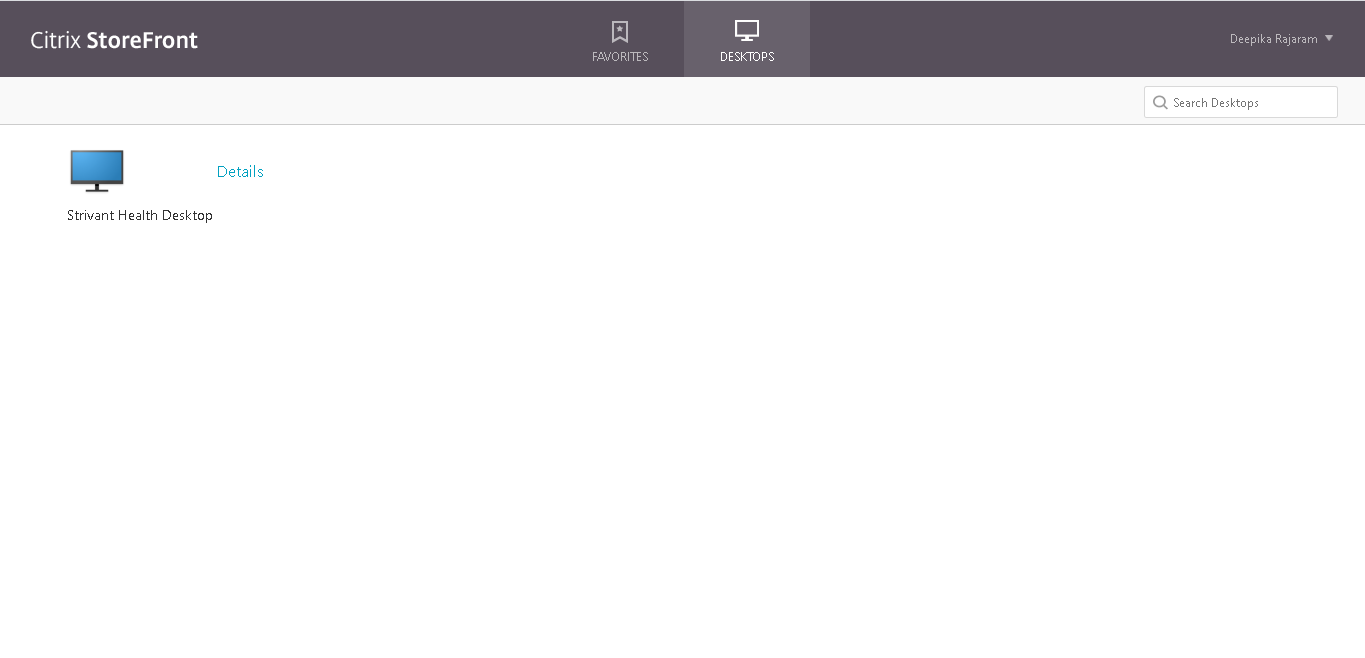 Citrix StoreFront
FAVORITES
DESKTOPS
Deepika Rajaram
Search Desktops
Details
Strivant Health Desktop